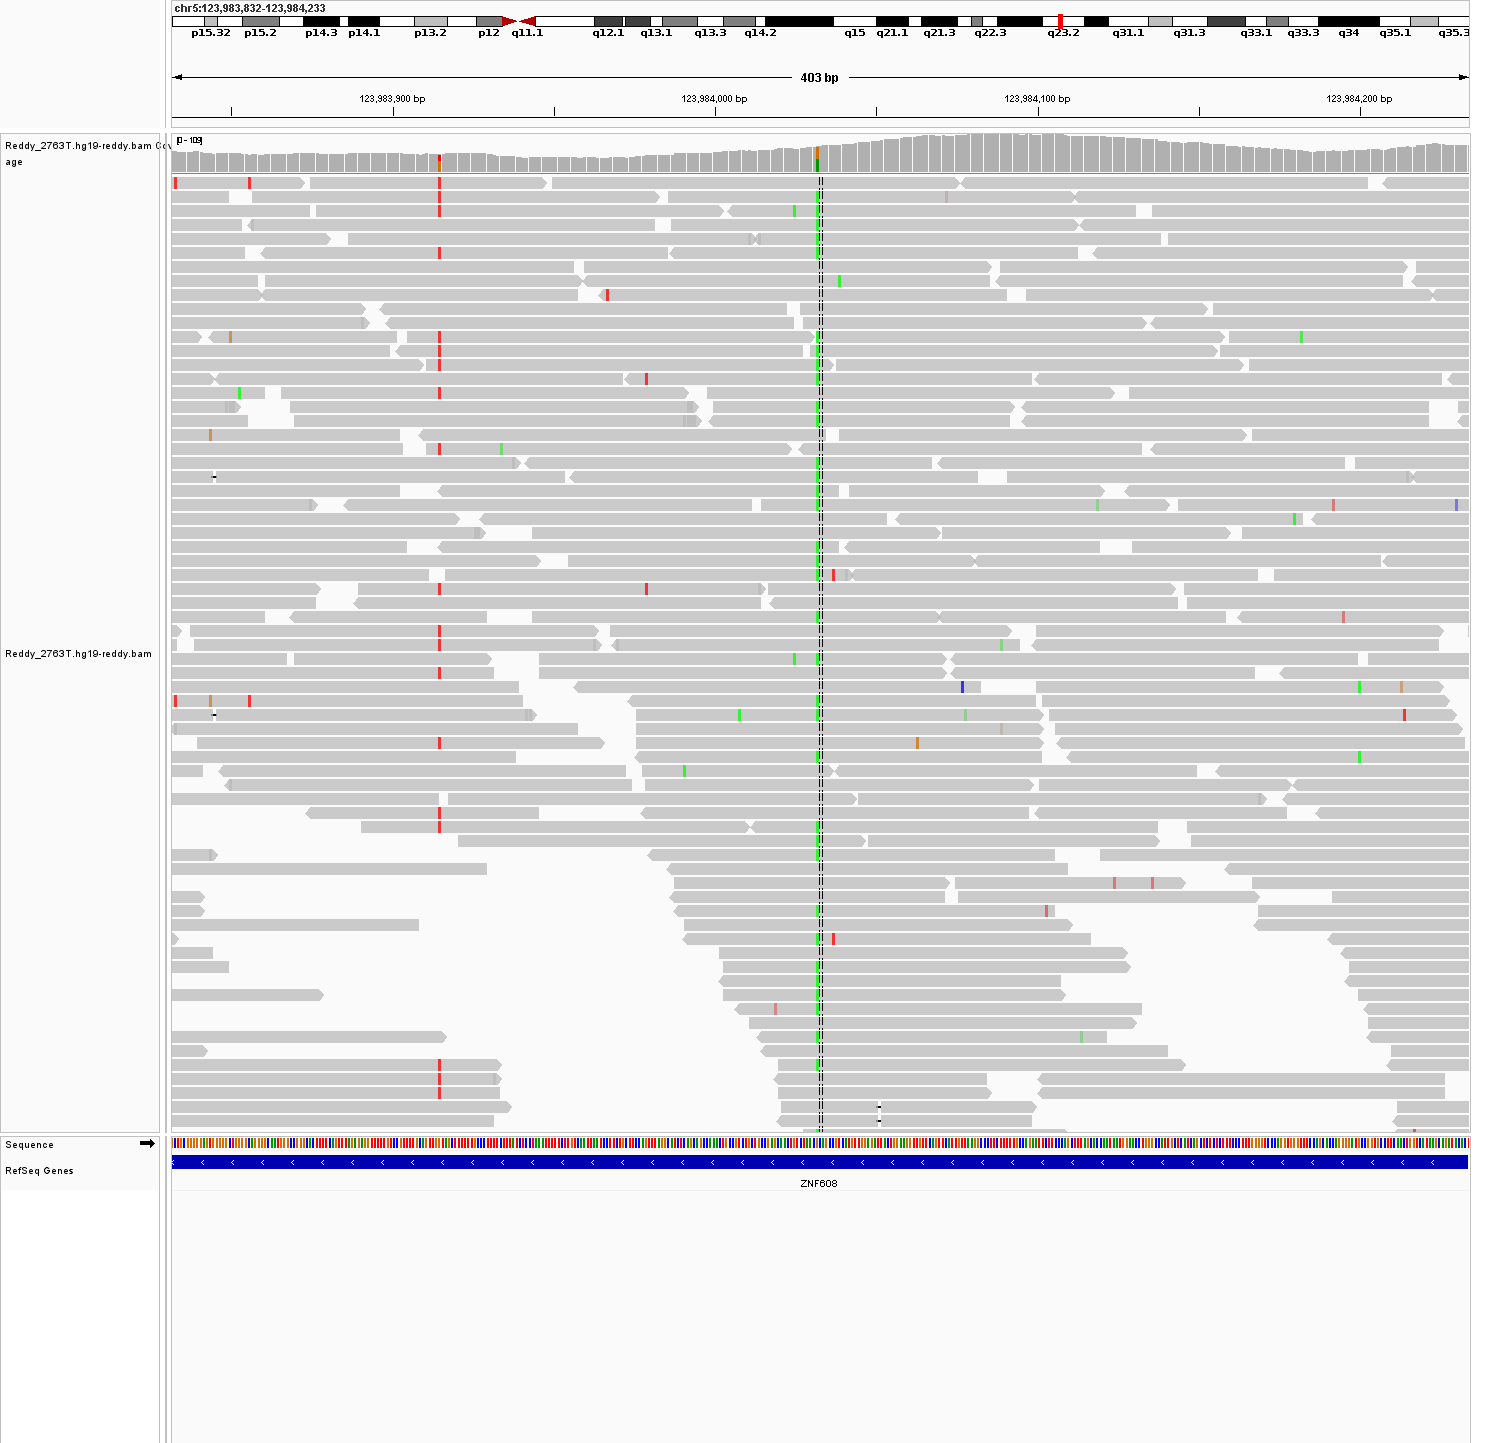 chr5:123,983,832-123,984,233
p15.32 p15.2 p14.3 p14.1 p13.2 p12 q11.1 q12.1 q13.1 q13.3 q14.2 q15 q21.1 q21.3 q22.3 q23.2 q31.1 q31.3 q33.1 q33.3 q34 q35.1 q35.3
403 bp
123,983,900 bp 123,984,000 bp 123,984,100 bp 123,984,200 bp
[0 - 109]
Reddy_2763T.hg19-reddy.bam Cov
age
Reddy_2763T.hg19-reddy.bam
Sequence
RefSeq Genes
ZNF608